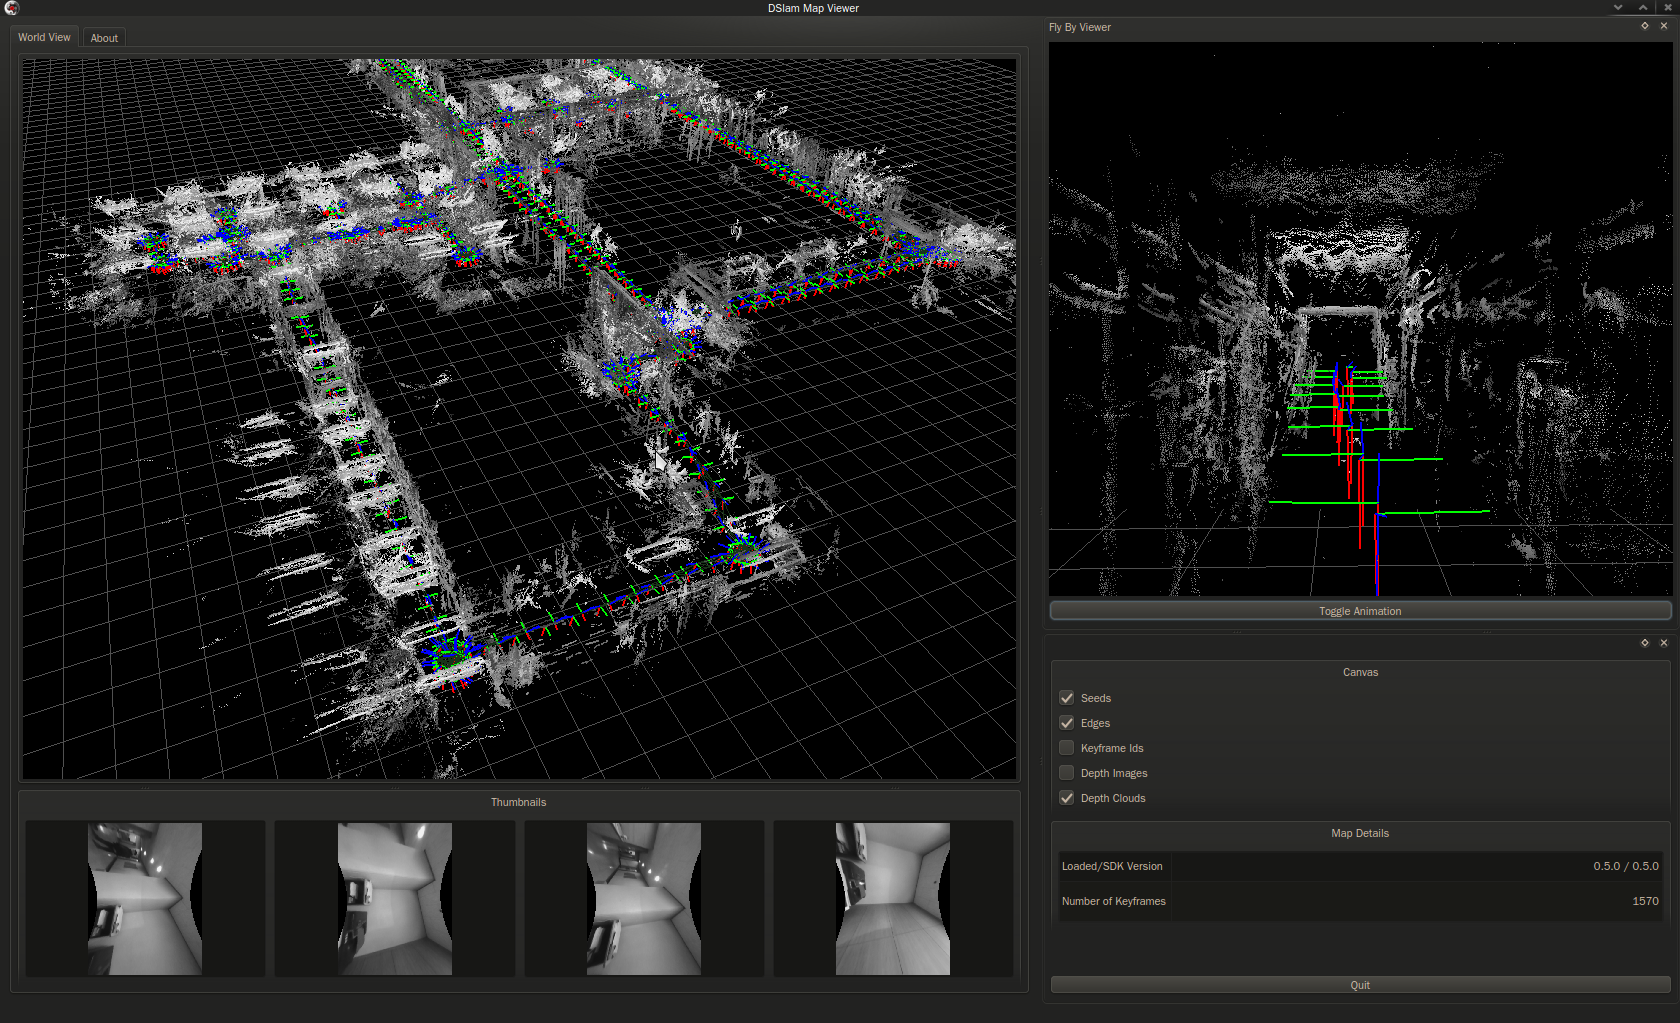 DSlam Map Viewer
World View
About
Fly By Viewer
Toggle Animation
Canvas
Seeds
Edges
Keyframe Ids
Depth Images
Depth Clouds
Thumbnails
Map Details
Loaded/SDK Version 0.5.0 / 0.5.0
Number of Keyframes 1570
Quit